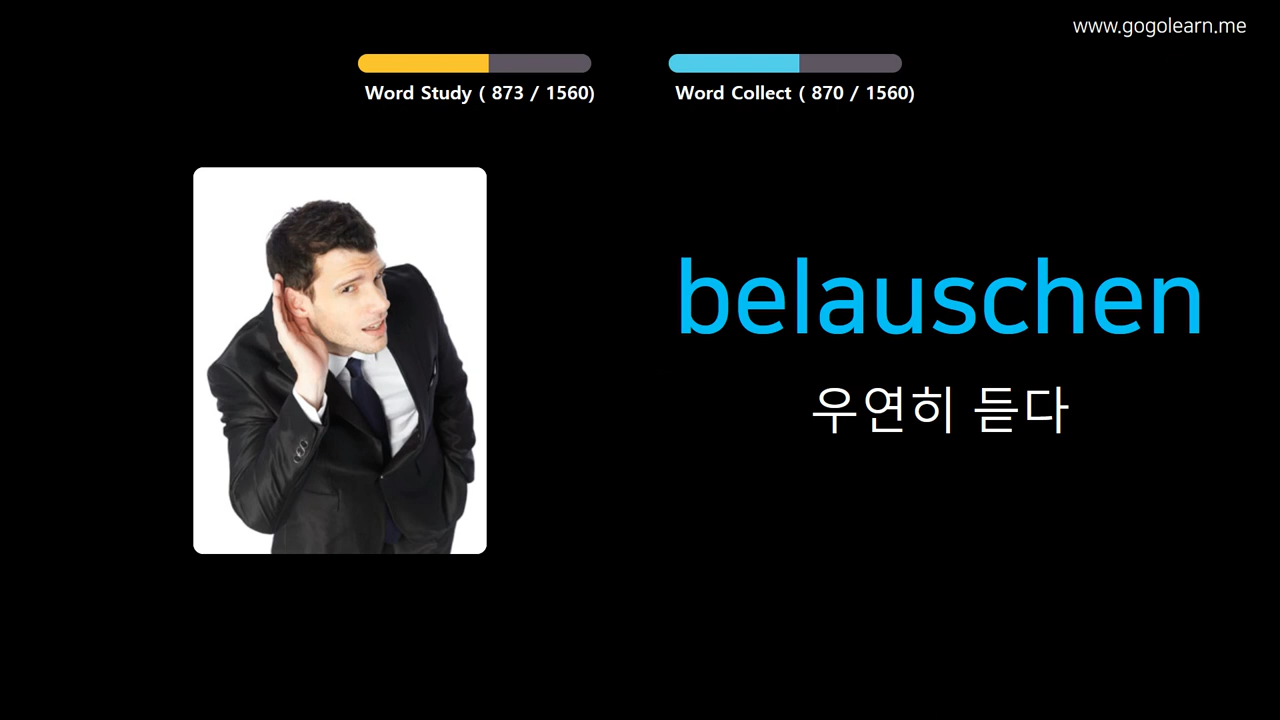 www.gogolearn.me
Word Study ( 873 / 1560)
Word Collect ( 870 / 1560)
belauschen
우연히 듣다